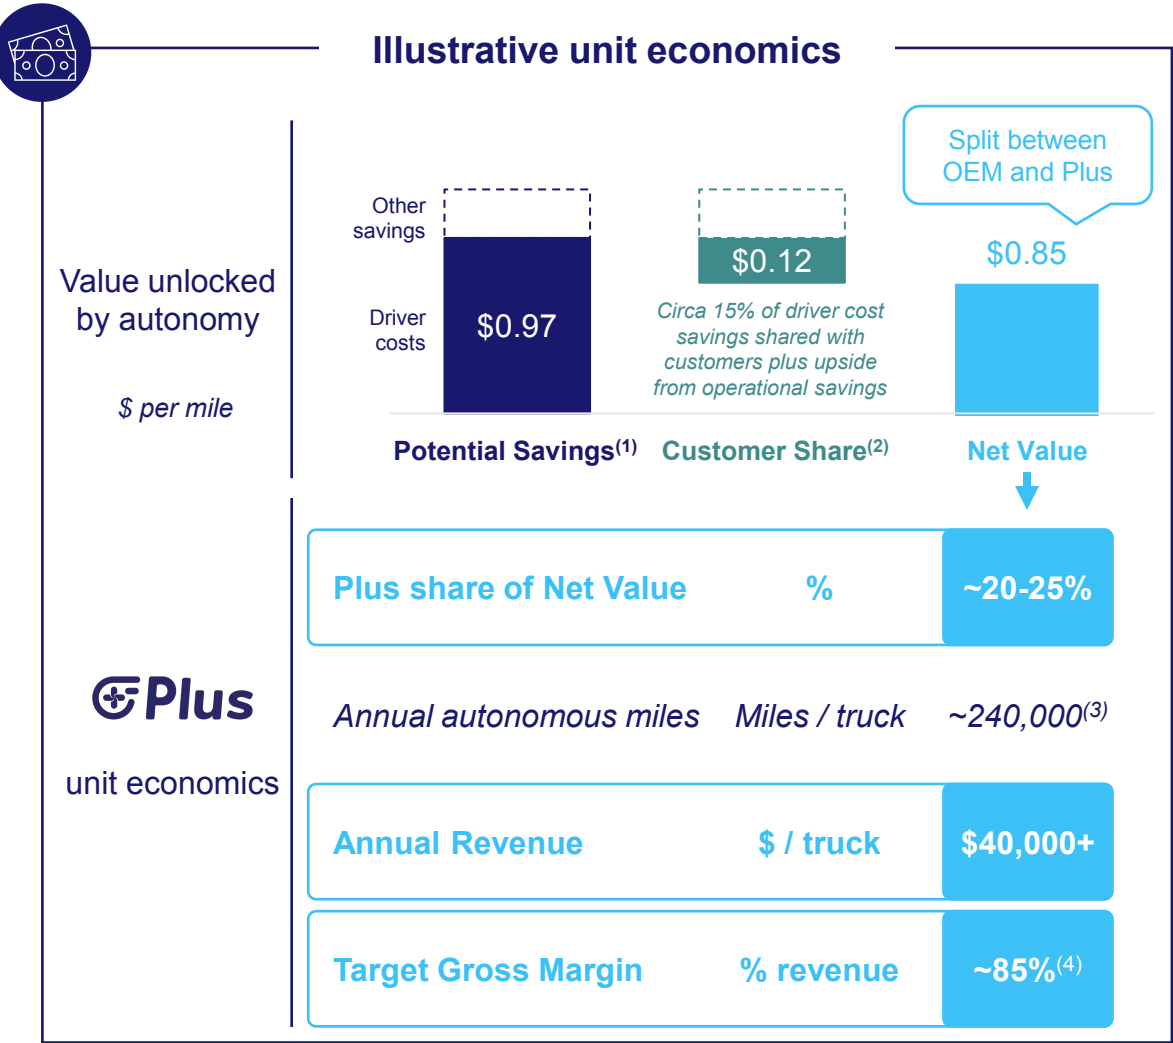 Illustrative unit economics
Split between
OEM and Plus
Value unlocked
by autonomy
$ per mile
Other
savings
Driver
costs
$0.97
$0.12
Circa 15% of driver cost
savings shared with
customers plus upside
from operational savings
$0.85
Potential Savings(1)
Customer Share(2)
Net Value
Plus
unit economics
Plus share of Net Value % ~20-25%
Annual autonomous miles Miles / truck ~240,000(3)
Annual Revenue $ / truck $40,000+
Target Gross Margin % revenue ~85%(4)